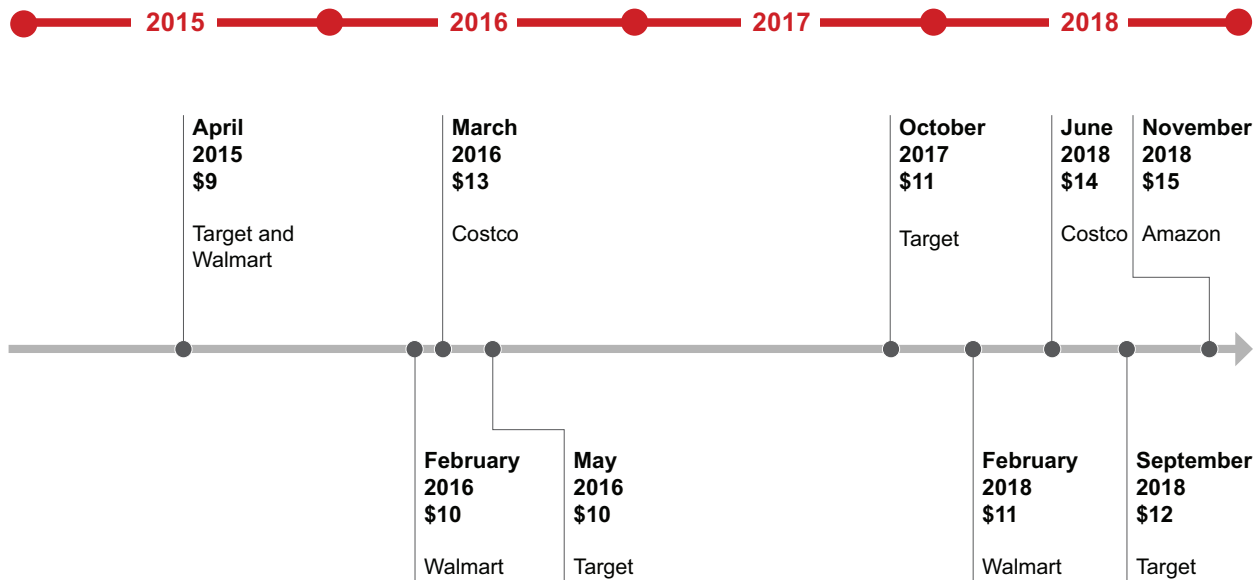 2015
2016
2017
2018
April
2015
$9
Target and
Walmart
March
2016
$13
Costco
October
2017
$11
Target
June
2018
$14
Costco
November
2018
$15
Amazon
February
2016
$10
Walmart
May
2016
$10
Target
February
2018
$11
Walmart
September
2018
$12
Target